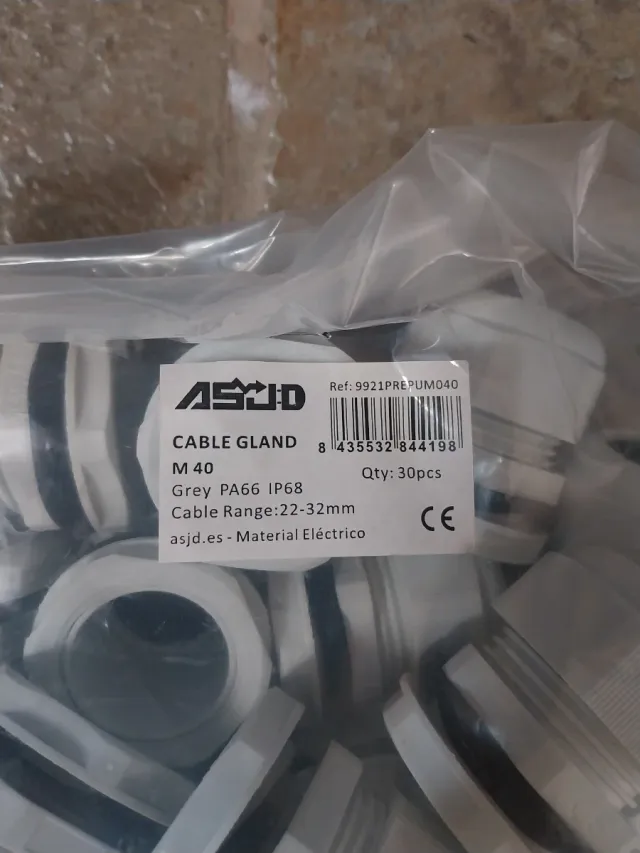 ASJ-D
Ref: 9921PREPUM040
CABLE GLAND
8 435532 844198
M 40
Qty: 30pcs
Grey PA66 IP68
Cable Range:22-32mm
CE
asjd.es - Material Eléctrico